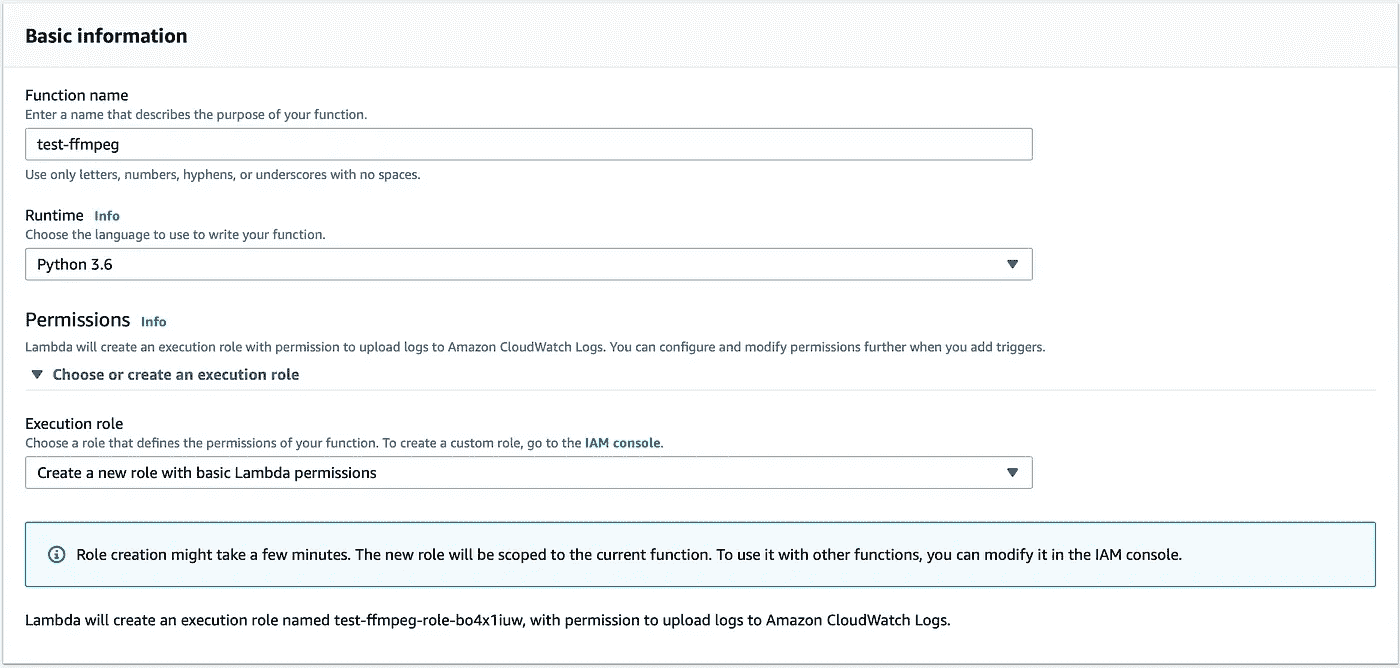 Basic information
Function name
Enter a name that describes the purpose of your function.
test-ffmpeg
Use only letters, numbers, hyphens, or underscores with no spaces.
Runtime Info
Choose the language to use to write your function.
Python 3.6
Permissions Info
Lambda will create an execution role with permission to upload logs to Amazon CloudWatch Logs. You can configure and modify permissions further when you add triggers.
Choose or create an execution role
Execution role
Choose a role that defines the permissions of your function. To create a custom role, go to the IAM console.
Create a new role with basic Lambda permissions
Role creation might take a few minutes. The new role will be scoped to the current function. To use it with other functions, you can modify it in the IAM console.
Lambda will create an execution role named test-ffmpeg-role-bo4x1iuw, with permission to upload logs to Amazon CloudWatch Logs.